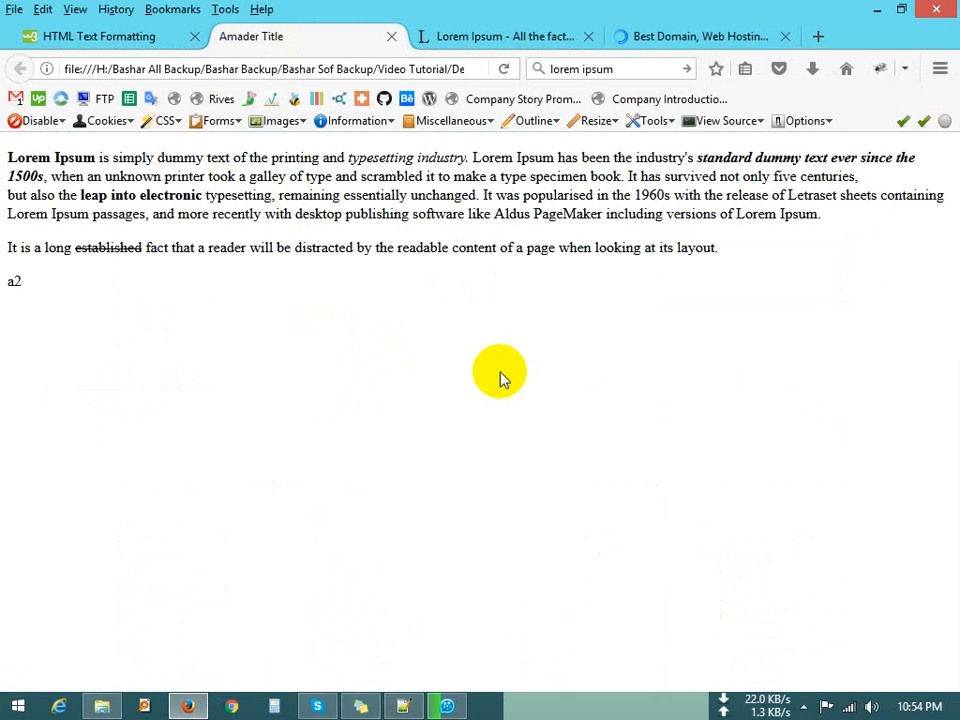 File Edit View History Bookmarks Tools Help
HTML Text Formatting × Amader Title × Lorem Ipsum - All the fact... × Best Domain, Web Hostin... × +
file:///H:/Bashar All Backup/Bashar Backup/Bashar Sof Backup/Video Tutorial/De lorem ipsum
FTP Rives Company Story Prom... Company Introductio...
Disable Cookies CSS Forms Images Information Miscellaneous Outline Resize Tools View Source Options
Lorem Ipsum is simply dummy text of the printing and typesetting industry. Lorem Ipsum has been the industry's standard dummy text ever since the
1500s, when an unknown printer took a galley of type and scrambled it to make a type specimen book. It has survived not only five centuries,
but also the leap into electronic typesetting, remaining essentially unchanged. It was popularised in the 1960s with the release of Letraset sheets containing
Lorem Ipsum passages, and more recently with desktop publishing software like Aldus PageMaker including versions of Lorem Ipsum.
It is a long established fact that a reader will be distracted by the readable content of a page when looking at its layout.
a2
22.0 KB/s
1.3 KB/s
10:54 PM